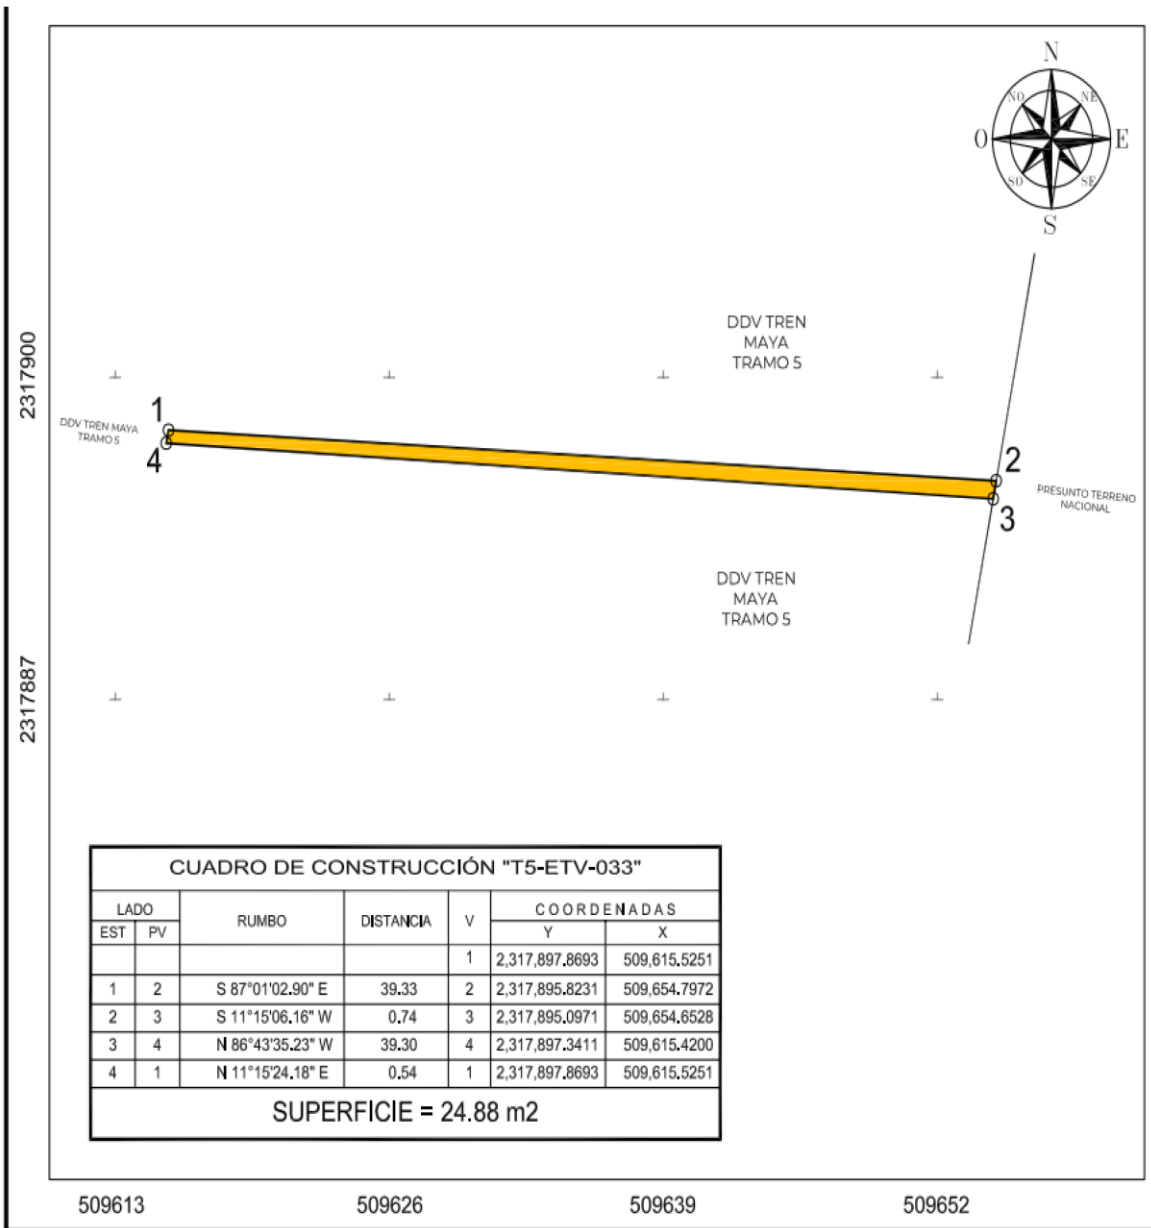 N
NO
NE
O
E
SO
SE
S
2317900
DDV TREN
MAYA
TRAMO 5
1
DDV TREN MAYA
TRAMO 5
4
2
PRESUNTO TERRENO
NACIONAL
3
DDV TREN
MAYA
TRAMO 5
2317887
CUADRO DE CONSTRUCCIÓN "T5-ETV-033"
LADO RUMBO DISTANCIA V COORDENADAS
EST PV Y X
1 2,317,897.8693 509,615.5251
1 2 S 87°01'02.90" E 39.33 2 2,317,895.8231 509,654.7972
2 3 S 11°15'06.16" W 0.74 3 2,317,895.0971 509,654.6528
3 4 N 86°43'35.23" W 39.30 4 2,317,897.3411 509,615.4200
4 1 N 11°15'24.18" E 0.54 1 2,317,897.8693 509,615.5251
SUPERFICIE = 24.88 m2
509613 509626 509639 509652